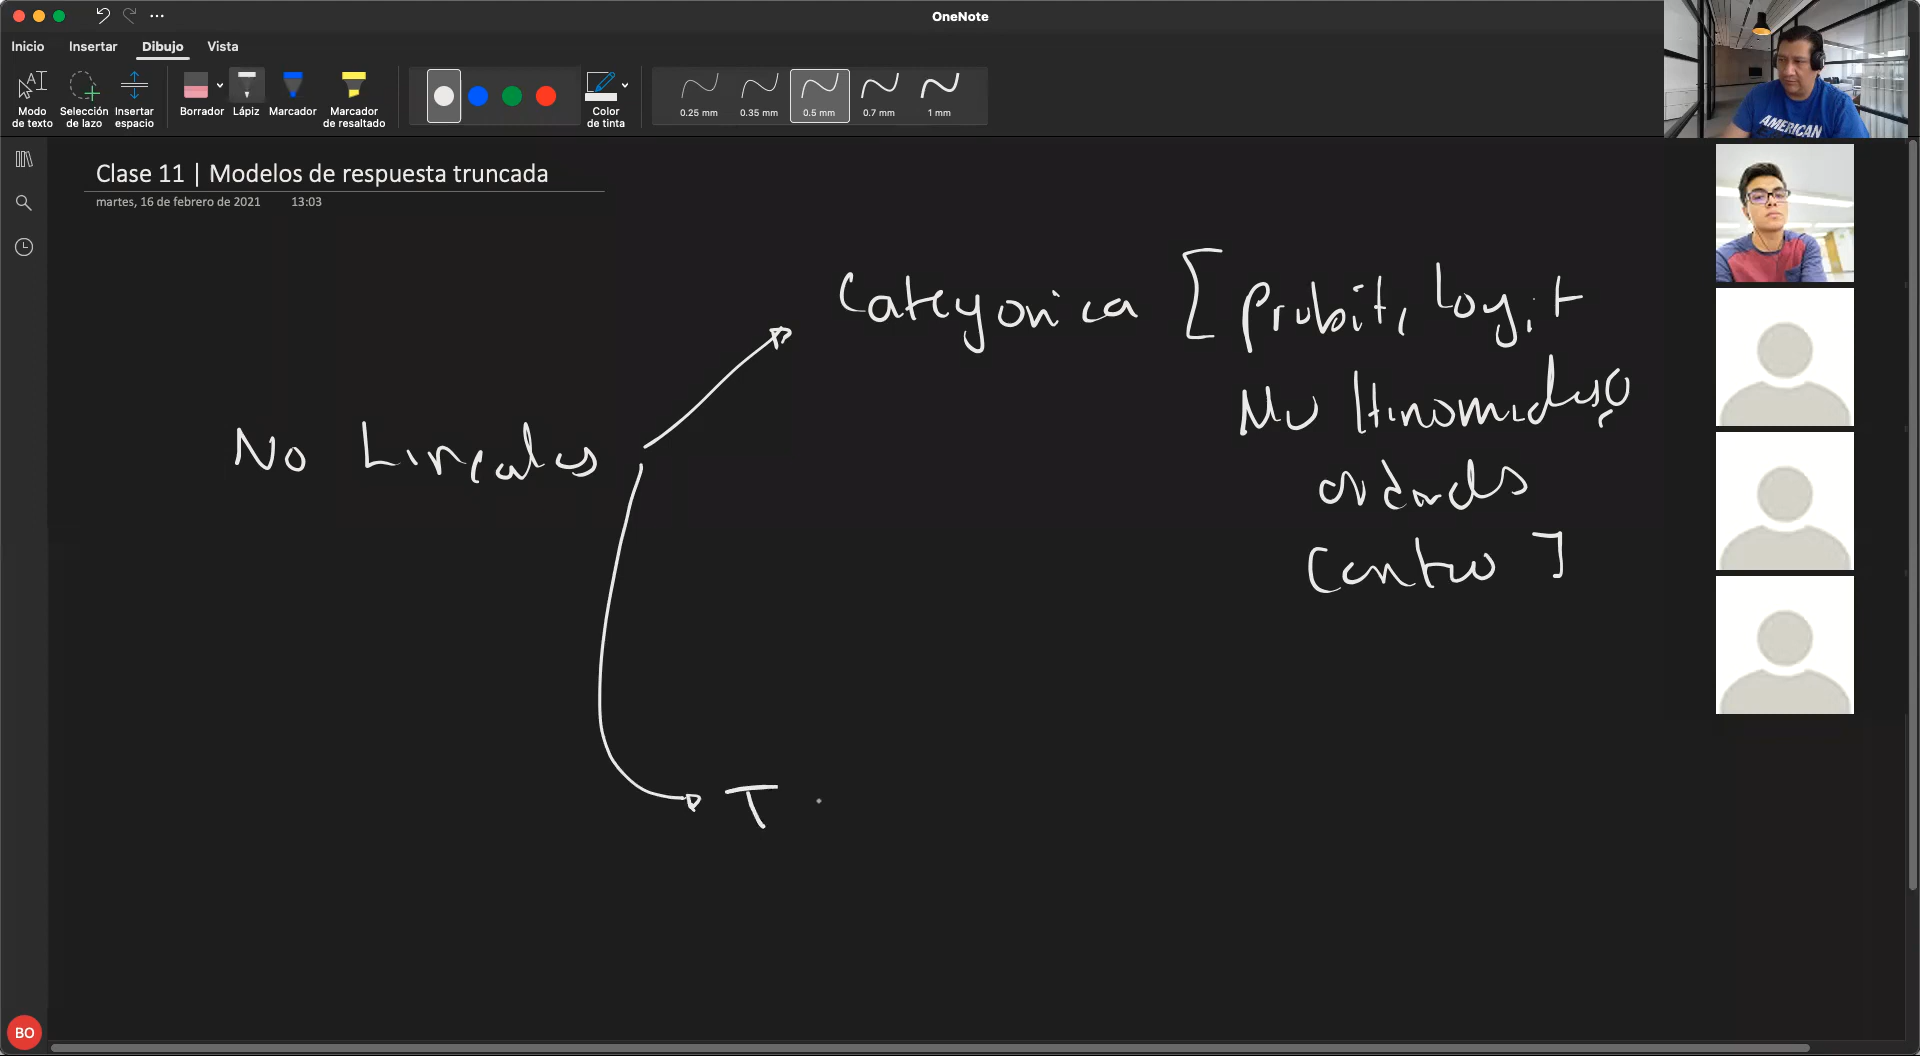 OneNote
Inicio Insertar Dibujo Vista
Modo de texto Selección de lazo Insertar espacio Borrador Lápiz Marcador Marcador de resaltado Color de tinta 0.25 mm 0.35 mm 0.5 mm 0.7 mm 1 mm
AMERICAN
Clase 11 | Modelos de respuesta truncada
martes, 16 de febrero de 2021 13:03
Categorica [ probit, logit
No Lineales
Multinomiales
]
T
BO